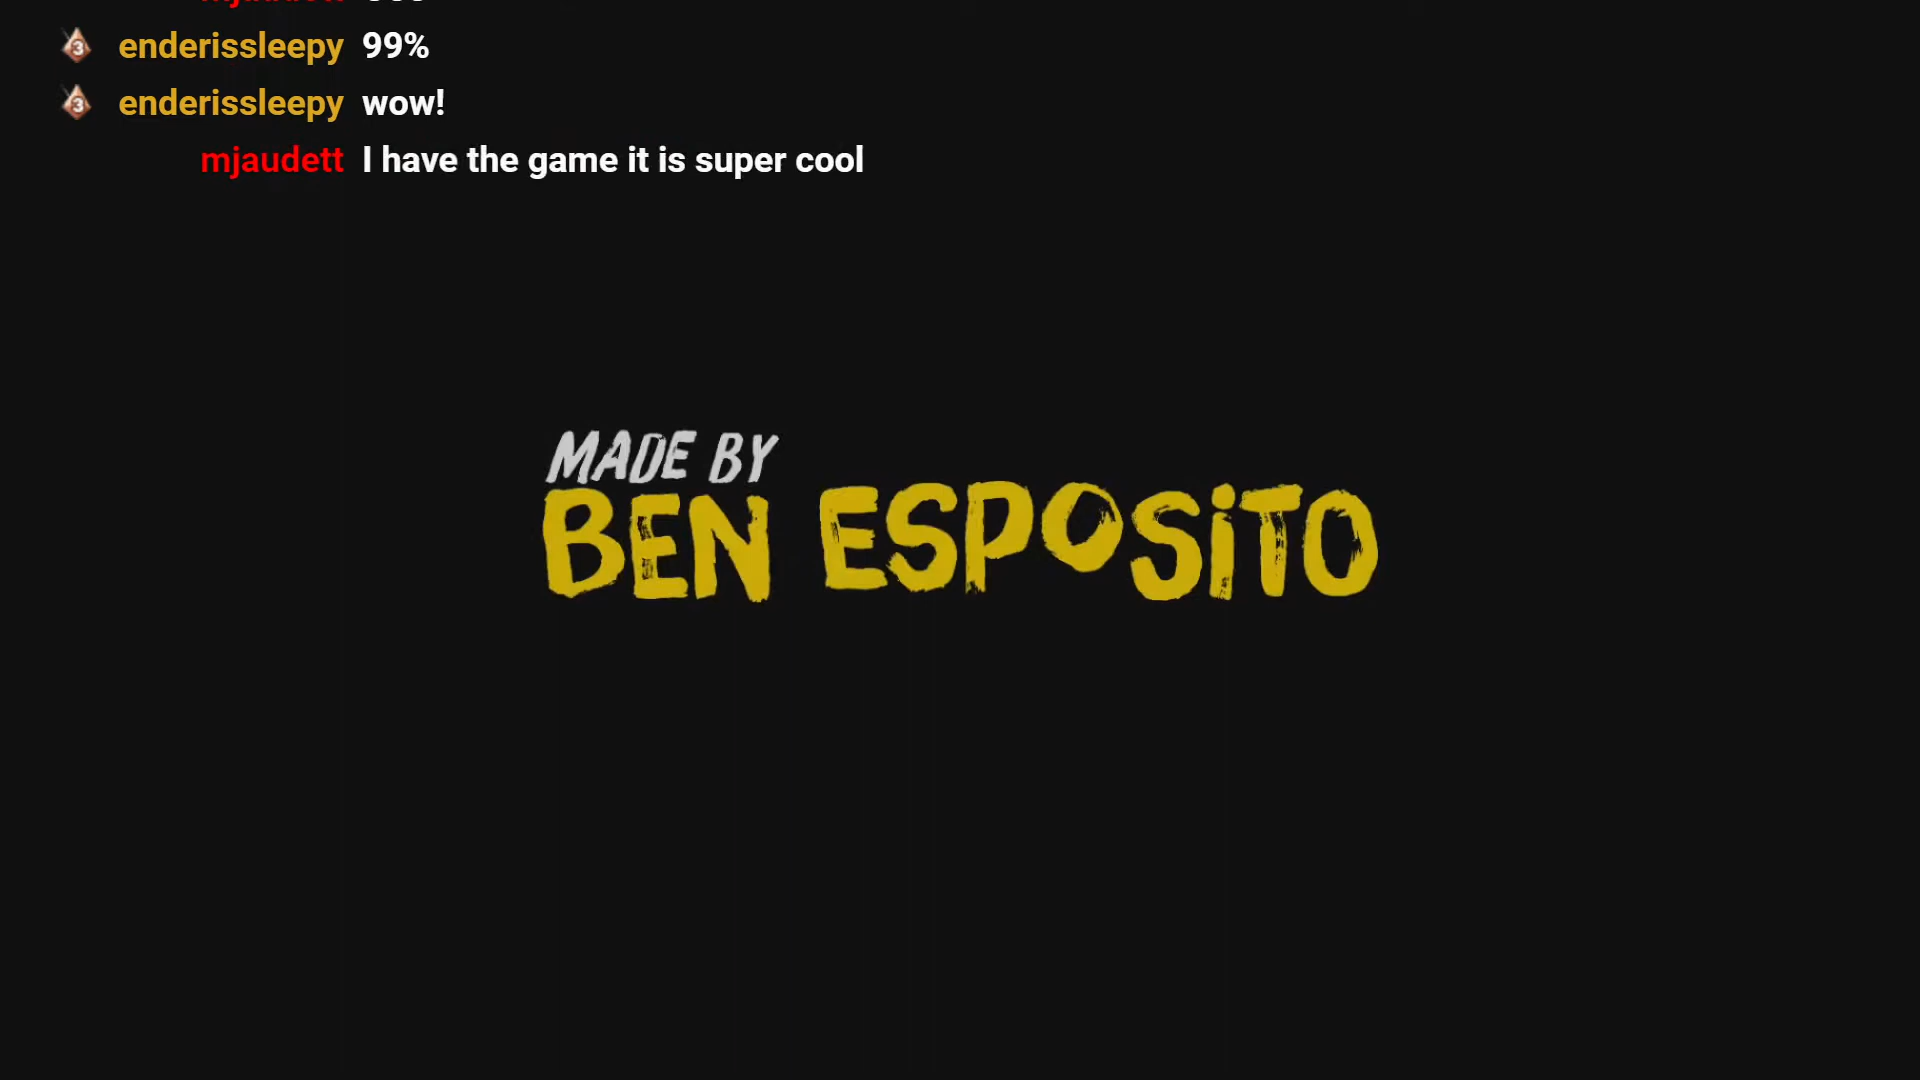 enderissleepy 99%
enderissleepy wow!
mjaudett I have the game it is super cool
MADE BY
BEN ESPOSITO